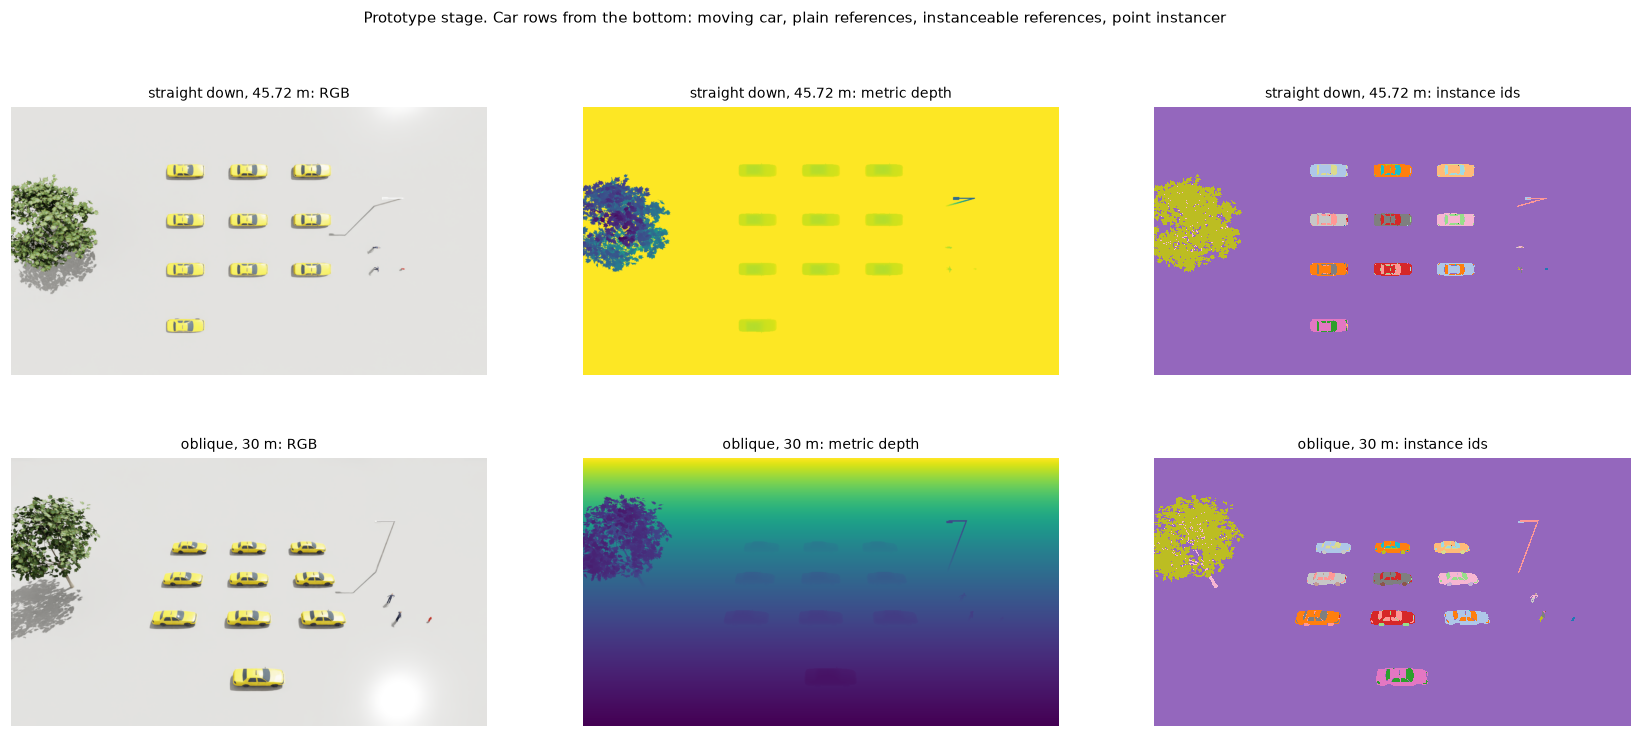 Prototype stage. Car rows from the bottom: moving car, plain references, instanceable references, point instancer
straight down, 45.72 m: RGB
straight down, 45.72 m: metric depth
straight down, 45.72 m: instance ids
oblique, 30 m: RGB
oblique, 30 m: metric depth
oblique, 30 m: instance ids